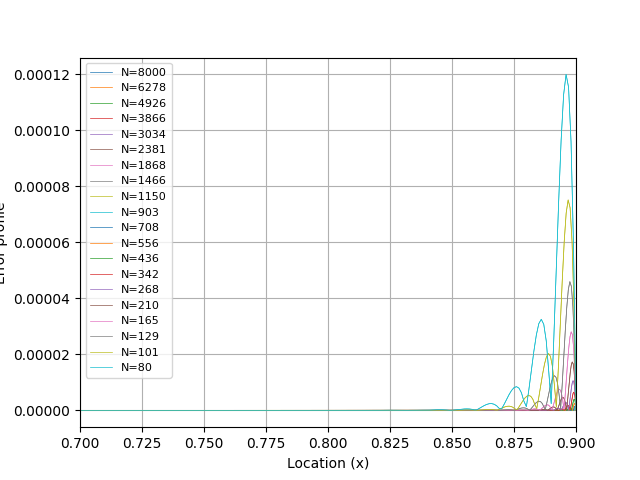 0.00012
0.00010
0.00008
0.00006
0.00004
0.00002
0.00000
N=8000
N=6278
N=4926
N=3866
N=3034
N=2381
N=1868
N=1466
N=1150
N=903
N=708
N=556
N=436
N=342
N=268
N=210
N=165
N=129
N=101
N=80
0.700 0.725 0.750 0.775 0.800 0.825 0.850 0.875 0.900
Location (x)